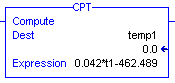 CPT
Compute
Dest temp1
0.0
Expression 0.042*t1-462.489